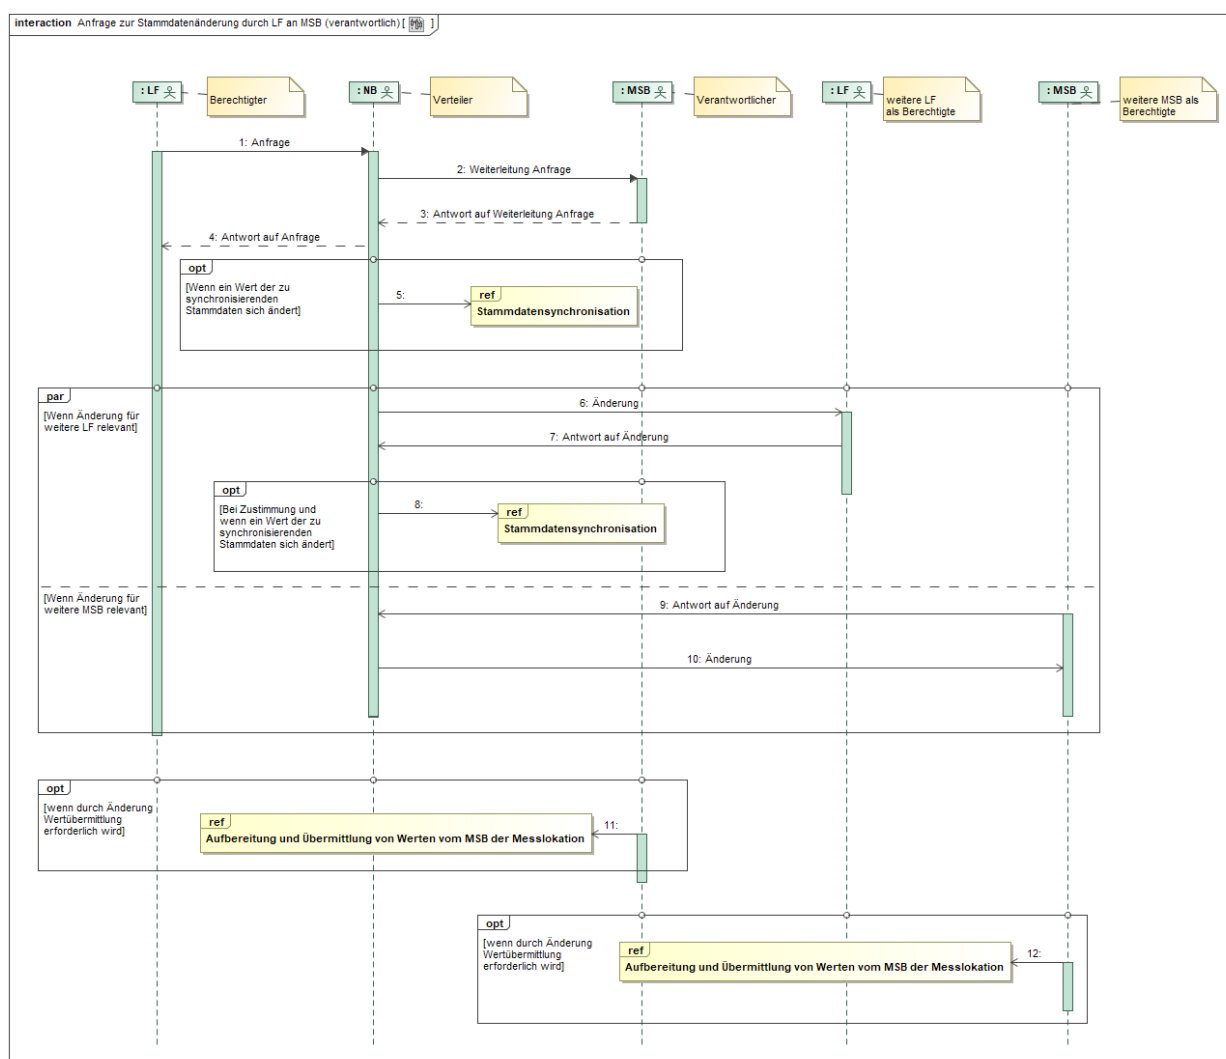 interaction Anfrage zur Stammdatenänderung durch LF an MSB (verantwortlich) [ ]
: LF
Berechtigter
: NB
Verteiler
: MSB
Verantwortlicher
: LF
weitere LF
als Berechtigte
: MSB
weitere MSB als
Berechtigte
1: Anfrage
2: Weiterleitung Anfrage
3: Antwort auf Weiterleitung Anfrage
4: Antwort auf Anfrage
opt
[Wenn ein Wert der zu
synchronisierenden
Stammdaten sich ändert]
5:
ref
Stammdatensynchronisation
par
[Wenn Änderung für
weitere LF relevant]
6: Änderung
7: Antwort auf Änderung
opt
[Bei Zustimmung und
wenn ein Wert der zu
synchronisierenden
Stammdaten sich ändert]
8:
ref
Stammdatensynchronisation
[Wenn Änderung für
weitere MSB relevant]
9: Antwort auf Änderung
10: Änderung
opt
[wenn durch Änderung
Wertübermittlung
erforderlich wird]
ref
Aufbereitung und Übermittlung von Werten vom MSB der Messlokation
11:
opt
[wenn durch Änderung
Wertübermittlung
erforderlich wird]
ref
Aufbereitung und Übermittlung von Werten vom MSB der Messlokation
12: